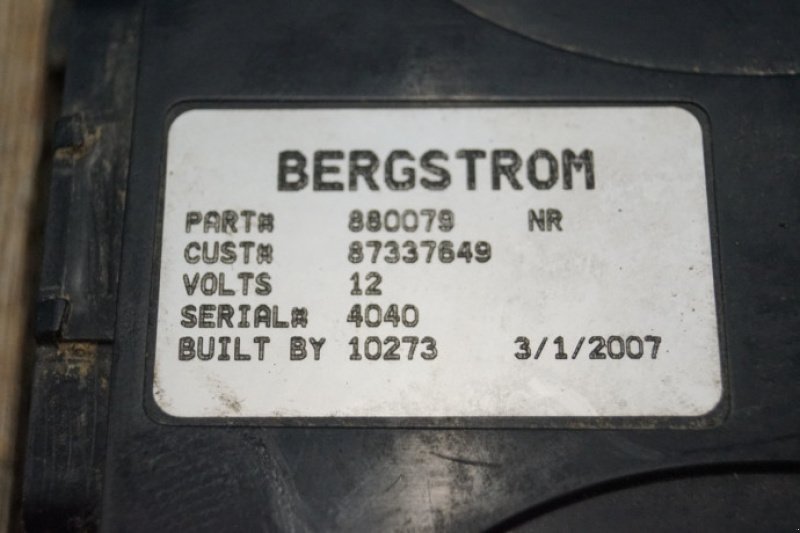 BERGSTROM
PART# 880079 NR
CUST# 87337649
VOLTS 12
SERIAL# 4040
BUILT BY 10273 3/1/2007